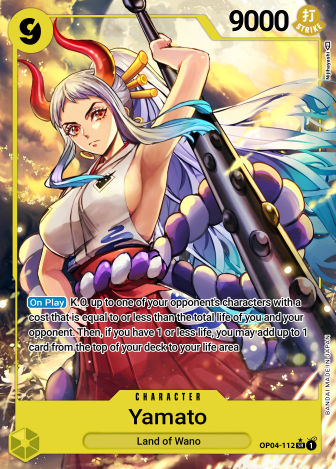 9
9000
打
STRIKE
On Play K.O. up to one of your opponent's characters with a
cost that is equal to or less than the total life of you and your
opponent. Then, if you have 1 or less life, you may add up to 1
card from the top of your deck to your life area
BANDAI MADE IN JAPAN
CHARACTER
Yamato
Land of Wano
OP04-112 SR 1